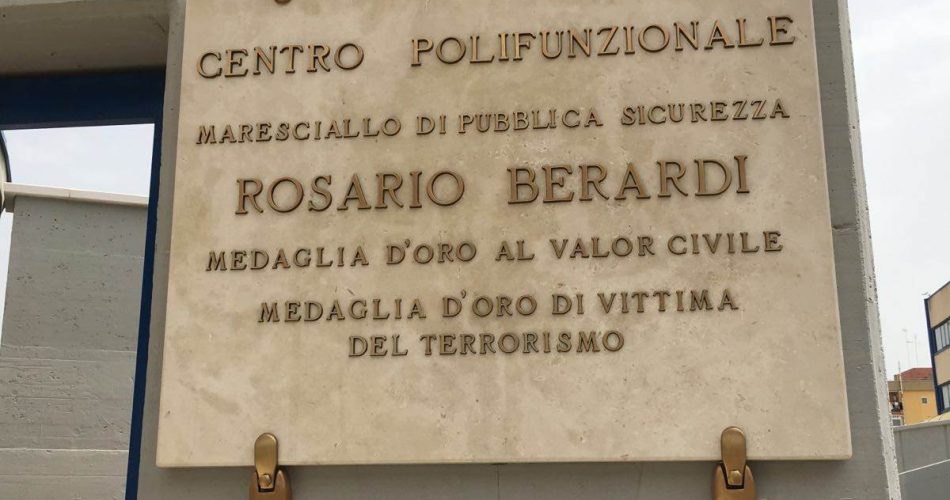 CENTRO POLIFUNZIONALE
MARESCIALLO DI PUBBLICA SICUREZZA
ROSARIO BERARDI
MEDAGLIA D'ORO AL VALOR CIVILE
MEDAGLIA D'ORO DI VITTIMA
DEL TERRORISMO